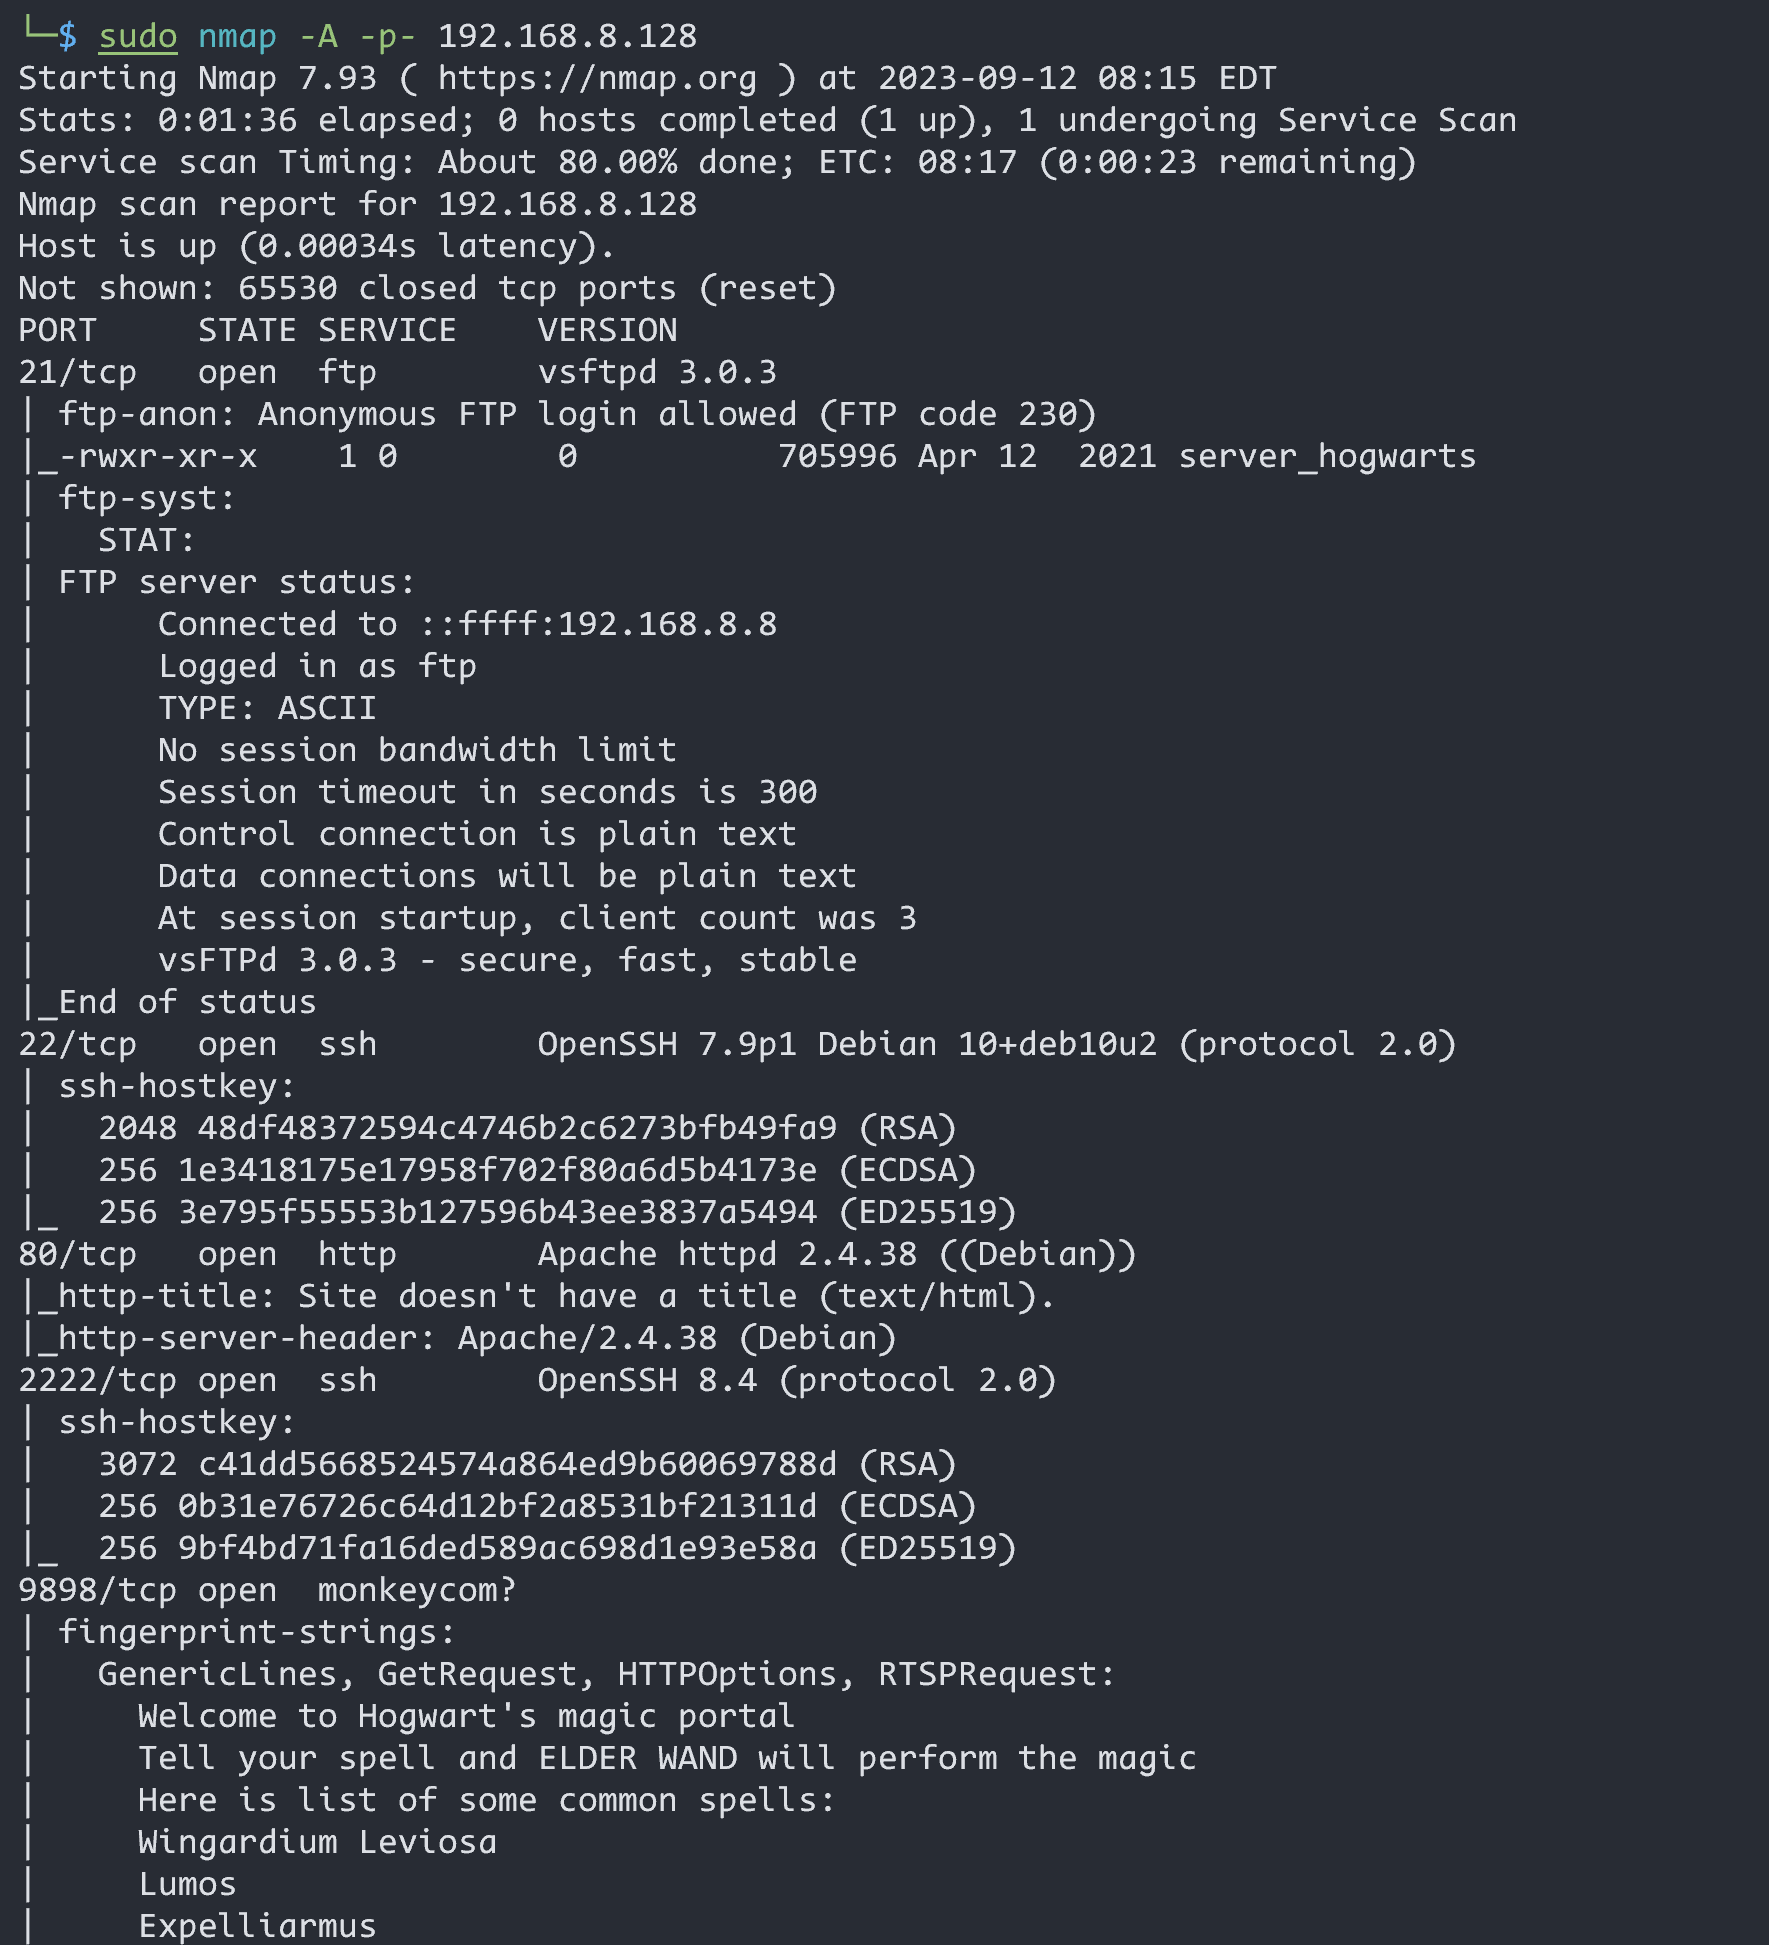 └─$ sudo nmap -A -p- 192.168.8.128
Starting Nmap 7.93 ( https://nmap.org ) at 2023-09-12 08:15 EDT
Stats: 0:01:36 elapsed; 0 hosts completed (1 up), 1 undergoing Service Scan
Service scan Timing: About 80.00% done; ETC: 08:17 (0:00:23 remaining)
Nmap scan report for 192.168.8.128
Host is up (0.00034s latency).
Not shown: 65530 closed tcp ports (reset)
PORT     STATE SERVICE    VERSION
21/tcp   open  ftp        vsftpd 3.0.3
| ftp-anon: Anonymous FTP login allowed (FTP code 230)
|_-rwxr-xr-x    1 0        0          705996 Apr 12  2021 server_hogwarts
| ftp-syst:
|   STAT:
| FTP server status:
|      Connected to ::ffff:192.168.8.8
|      Logged in as ftp
|      TYPE: ASCII
|      No session bandwidth limit
|      Session timeout in seconds is 300
|      Control connection is plain text
|      Data connections will be plain text
|      At session startup, client count was 3
|      vsFTPd 3.0.3 - secure, fast, stable
|_End of status
22/tcp   open  ssh        OpenSSH 7.9p1 Debian 10+deb10u2 (protocol 2.0)
| ssh-hostkey:
|   2048 48df48372594c4746b2c6273bfb49fa9 (RSA)
|   256 1e3418175e17958f702f80a6d5b4173e (ECDSA)
|_  256 3e795f55553b127596b43ee3837a5494 (ED25519)
80/tcp   open  http       Apache httpd 2.4.38 ((Debian))
|_http-title: Site doesn't have a title (text/html).
|_http-server-header: Apache/2.4.38 (Debian)
2222/tcp open  ssh        OpenSSH 8.4 (protocol 2.0)
| ssh-hostkey:
|   3072 c41dd5668524574a864ed9b60069788d (RSA)
|   256 0b31e76726c64d12bf2a8531bf21311d (ECDSA)
|_  256 9bf4bd71fa16ded589ac698d1e93e58a (ED25519)
9898/tcp open  monkeycom?
| fingerprint-strings:
|   GenericLines, GetRequest, HTTPOptions, RTSPRequest:
|     Welcome to Hogwart's magic portal
|     Tell your spell and ELDER WAND will perform the magic
|     Here is list of some common spells:
|     Wingardium Leviosa
|     Lumos
|     Expelliarmus